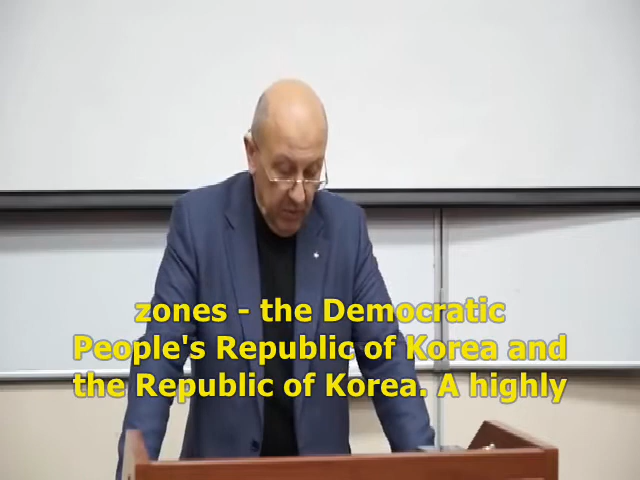 zones - the Democratic
People's Republic of Korea and
the Republic of Korea. A highly